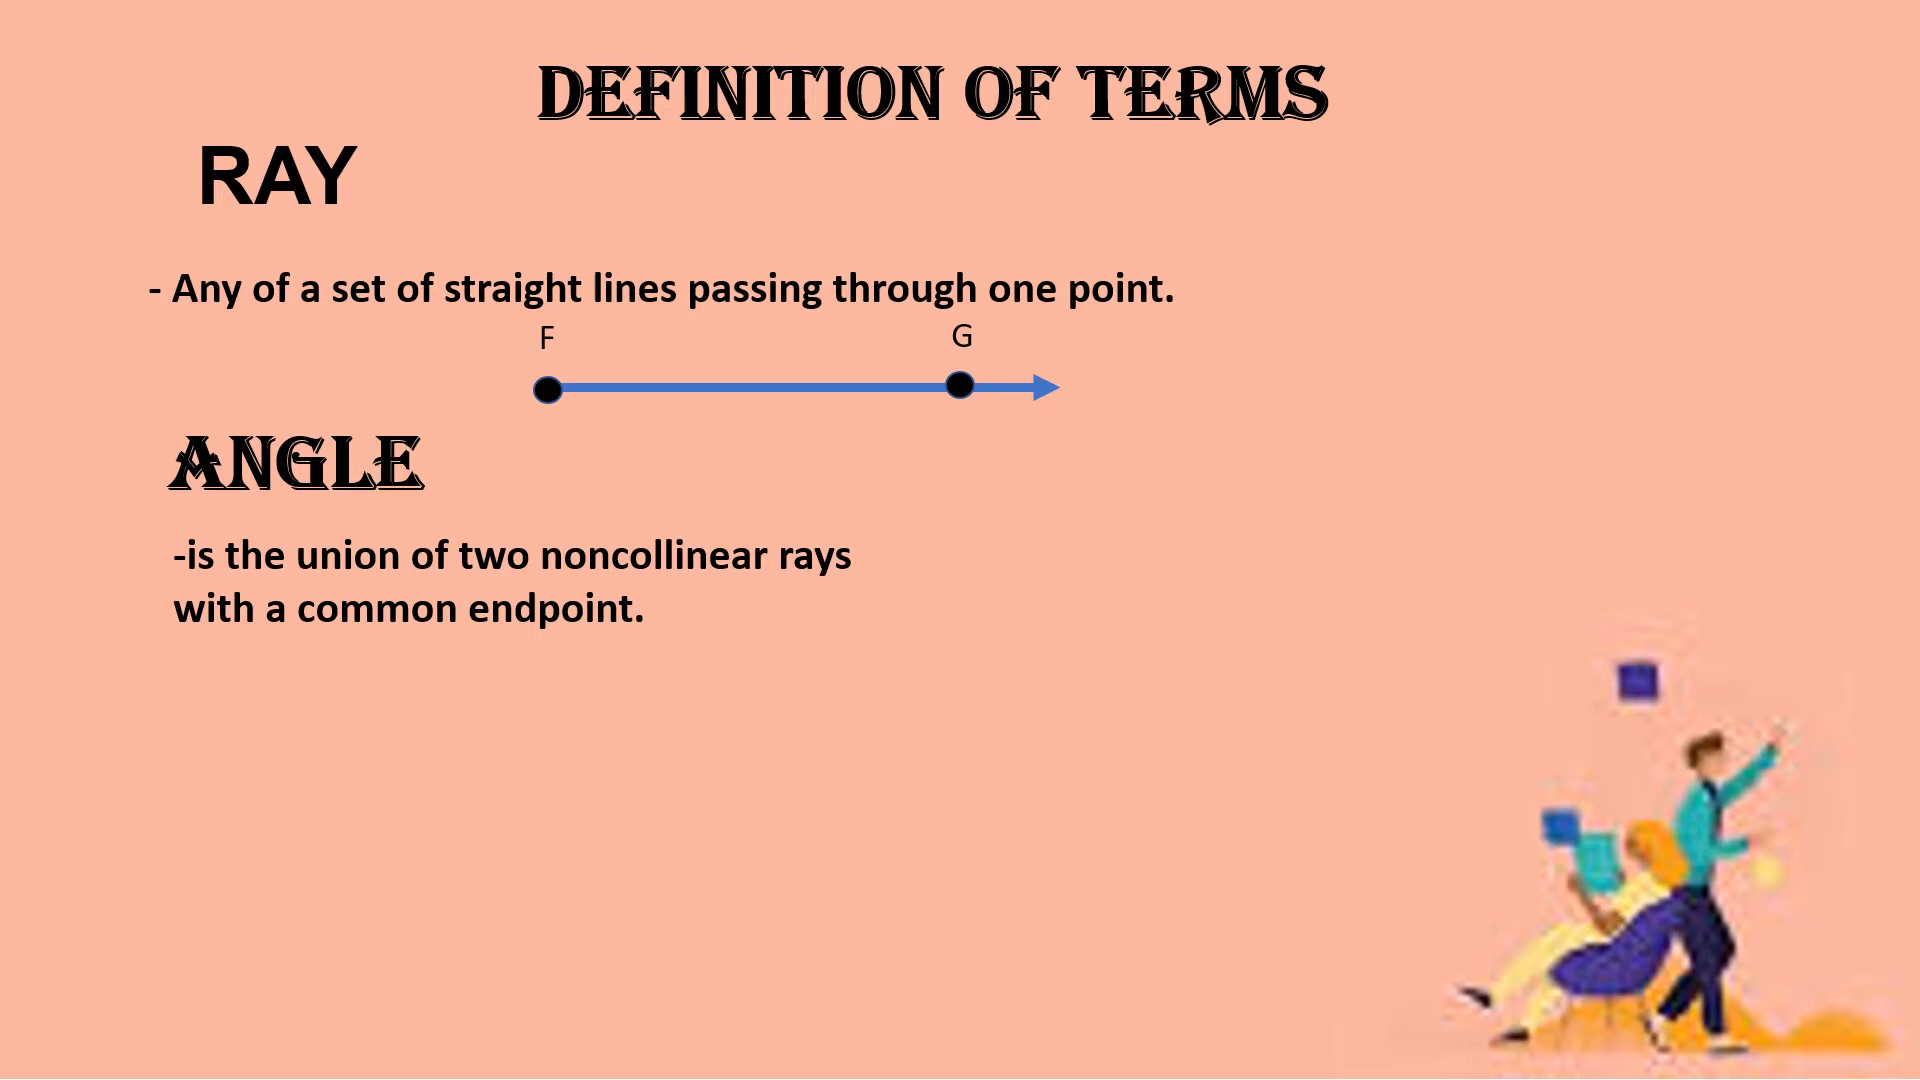 DEFINITION OF TERMS
RAY
- Any of a set of straight lines passing through one point.
F G
ANGLE
-is the union of two noncollinear rays
with a common endpoint.